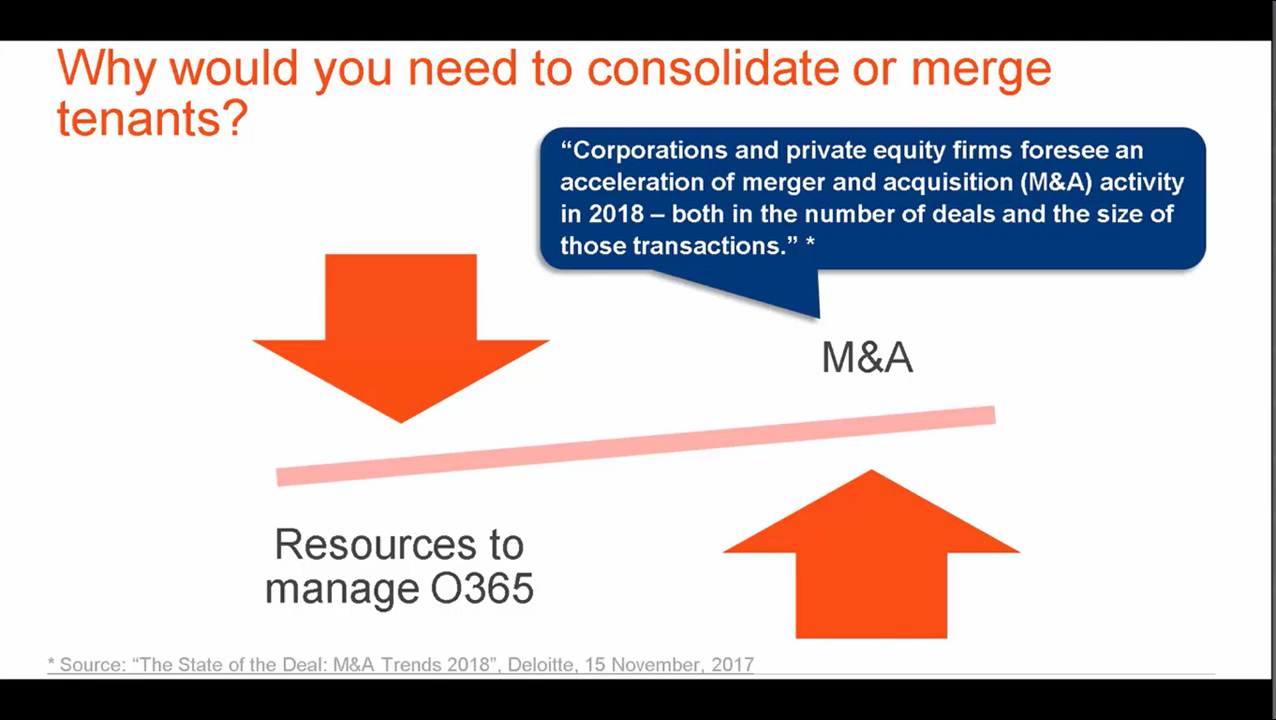 Why would you need to consolidate or merge
tenants?
“Corporations and private equity firms foresee an
acceleration of merger and acquisition (M&A) activity
in 2018 – both in the number of deals and the size of
those transactions.” *
M&A
Resources to
manage O365
* Source: “The State of the Deal: M&A Trends 2018”, Deloitte, 15 November, 2017